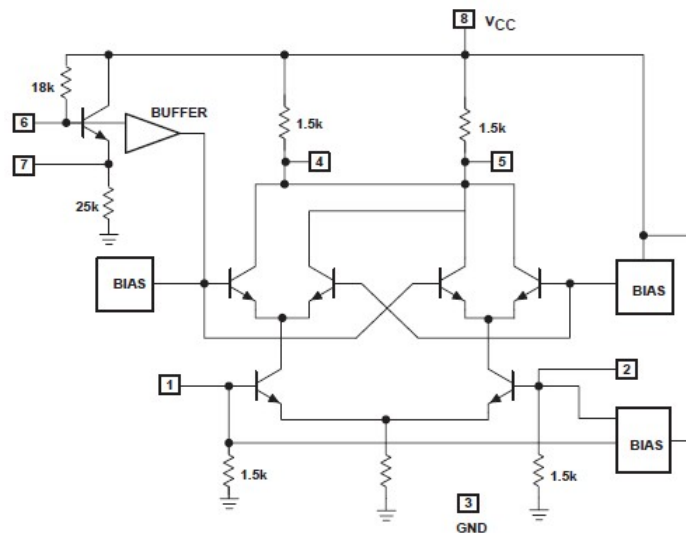 8 VCC
18k
BUFFER
1.5k
1.5k
6
7
4
5
25k
BIAS
BIAS
1
2
BIAS
1.5k
1.5k
3
GND